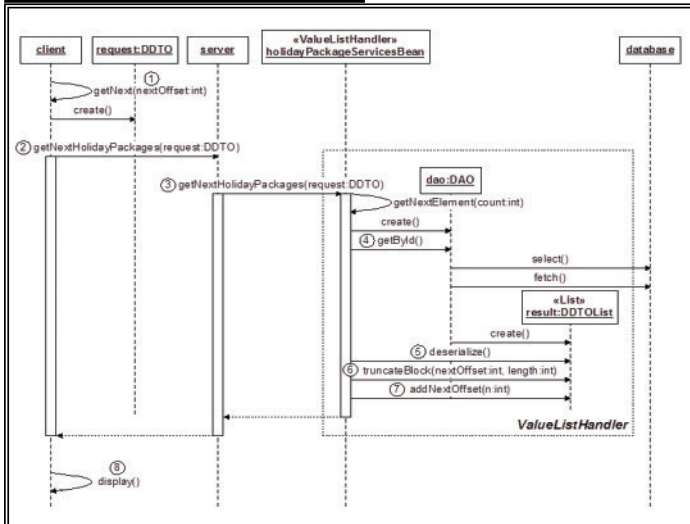 «ValueListHandler»
client
request:DDTO
server
holidayPackageServicesBean
database
①
getNext(nextOffset:int)
create()
② getNextHolidayPackages(request:DDTO)
③ getNextHolidayPackages(request:DDTO)
dao:DAO
getNextElement(count:int)
create()
④ getById()
select()
fetch()
«List»
result:DDTOList
create()
⑤ deserialize()
⑥ truncateBlock(nextOffset:int, length:int)
⑦ addNextOffset(n:int)
ValueListHandler
⑧
display()